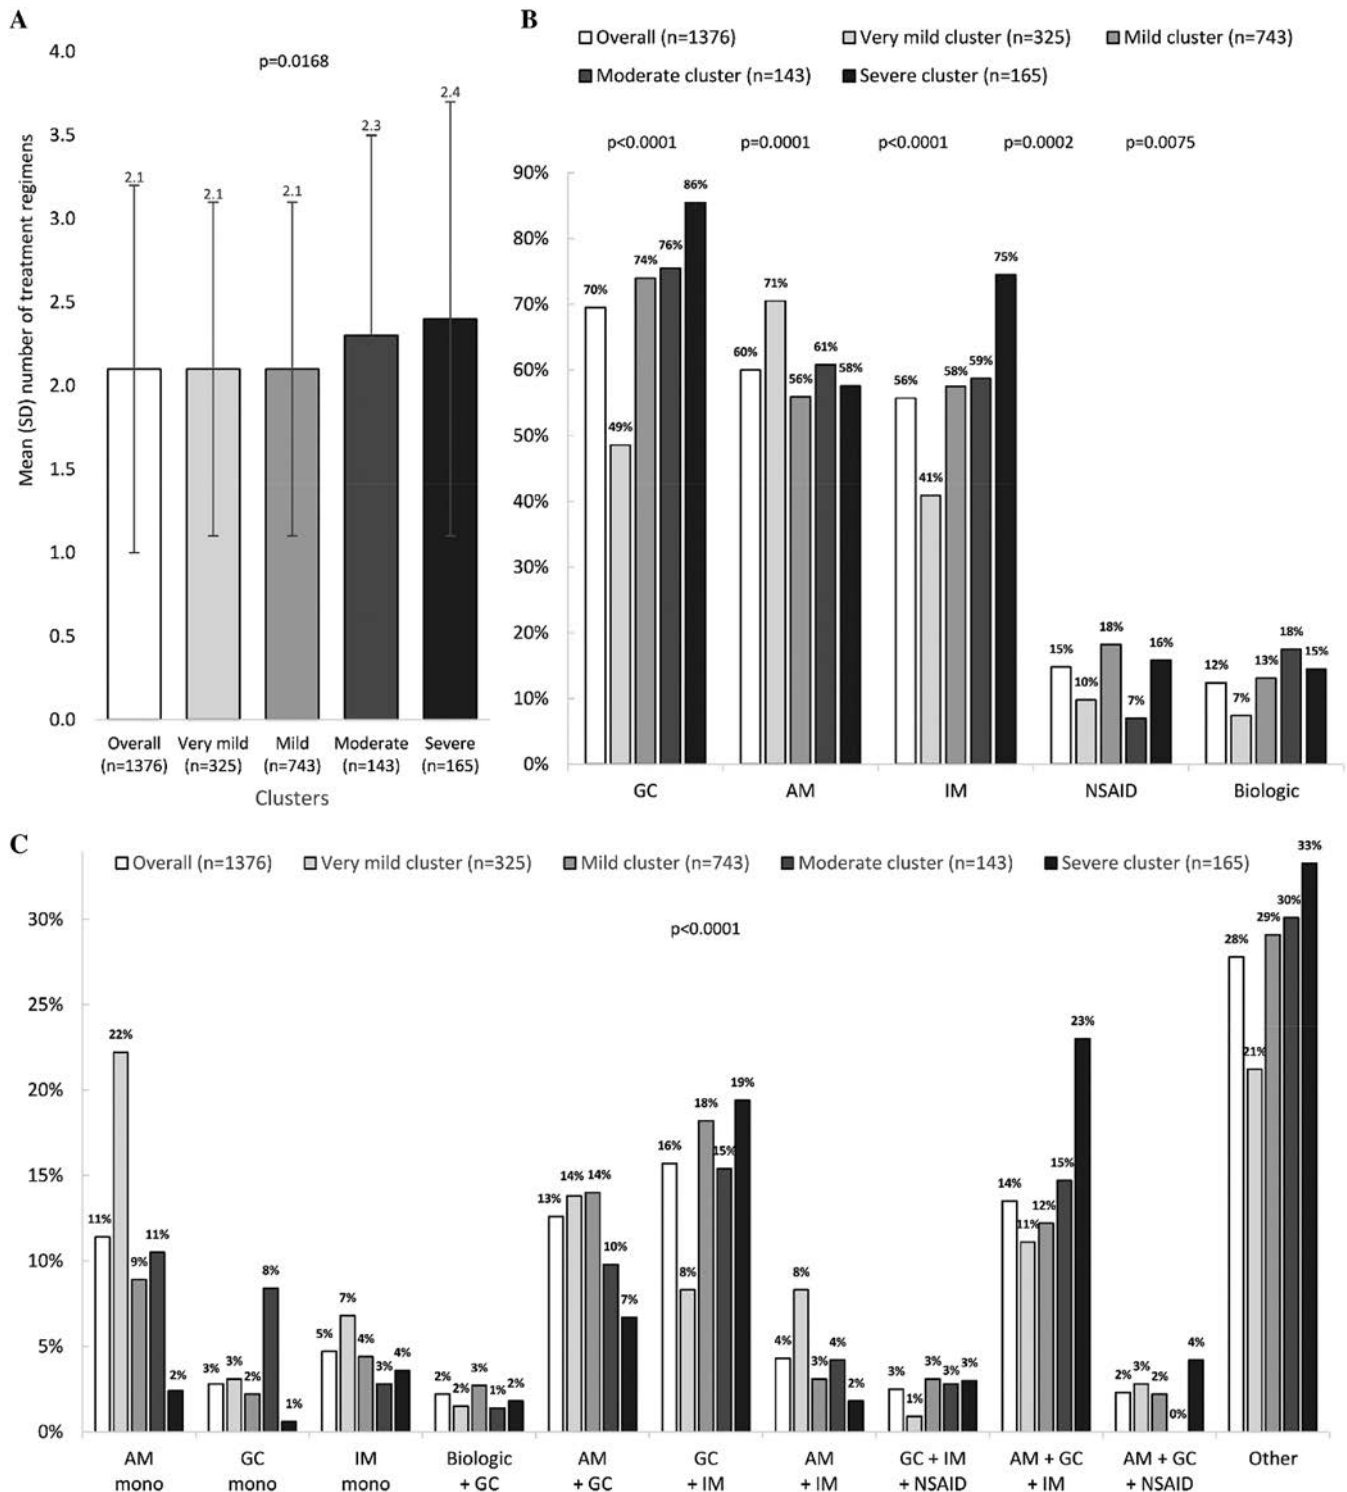 A
4.0
3.5
3.0
2.5
2.0
1.5
1.0
0.5
0.0
Mean (SD) number of treatment regimens
p=0.0168
2.1
2.1
2.1
2.3
2.4
Overall (n=1376)
Very mild (n=325)
Mild (n=743)
Moderate (n=143)
Severe (n=165)
Clusters
B
Overall (n=1376)
Very mild cluster (n=325)
Mild cluster (n=743)
Moderate cluster (n=143)
Severe cluster (n=165)
p<0.0001
p=0.0001
p<0.0001
p=0.0002
p=0.0075
90%
80%
70%
60%
50%
40%
30%
20%
10%
0%
70%
49%
74%
76%
86%
60%
71%
56%
61%
58%
56%
41%
58%
59%
75%
15%
10%
18%
7%
16%
12%
7%
13%
18%
15%
GC
AM
IM
NSAID
Biologic
C
Overall (n=1376)
Very mild cluster (n=325)
Mild cluster (n=743)
Moderate cluster (n=143)
Severe cluster (n=165)
p<0.0001
30%
25%
20%
15%
10%
5%
0%
11%
22%
9%
11%
2%
3%
3%
2%
8%
1%
5%
7%
4%
3%
4%
2%
2%
3%
1%
2%
13%
14%
14%
10%
7%
16%
8%
18%
15%
19%
4%
8%
3%
4%
2%
3%
1%
3%
3%
3%
14%
11%
12%
15%
23%
2%
3%
2%
0%
4%
28%
21%
29%
30%
33%
AM
mono
GC
mono
IM
mono
Biologic
+ GC
AM
+ GC
GC
+ IM
AM
+ IM
GC + IM
+ NSAID
AM + GC
+ IM
AM + GC
+ NSAID
Other